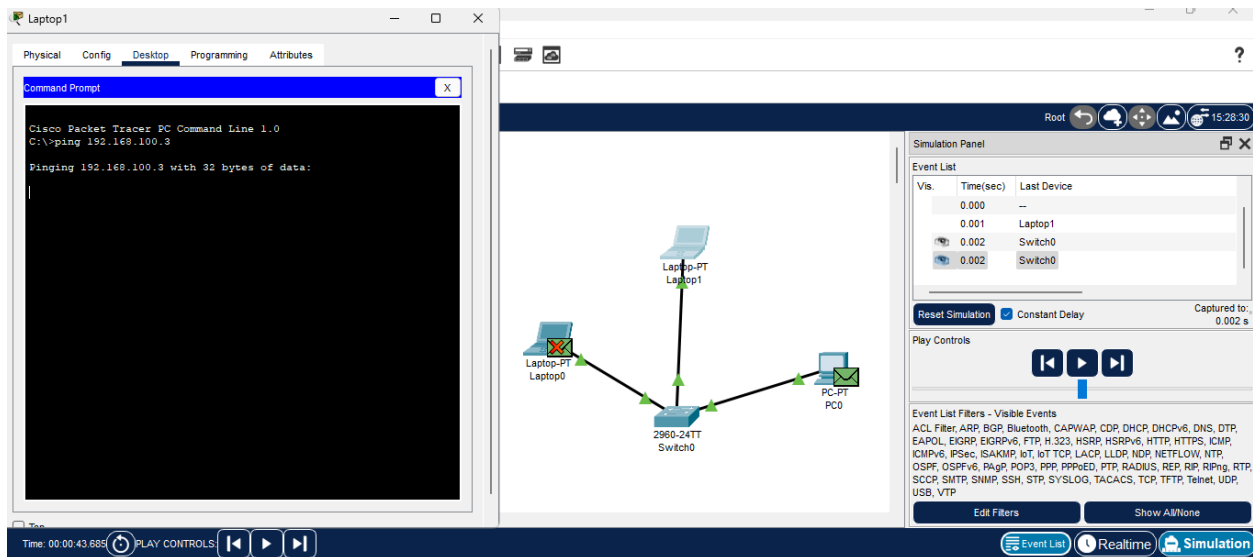 Laptop1
Physical Config Desktop Programming Attributes
Command Prompt X
Cisco Packet Tracer PC Command Line 1.0
C:\>ping 192.168.100.3
Pinging 192.168.100.3 with 32 bytes of data:
?
Root 15:28:30
Laptop-PT
Laptop1
Laptop-PT
Laptop0
PC-PT
PC0
2960-24TT
Switch0
Simulation Panel
Event List
Vis. Time(sec) Last Device
0.000 --
0.001 Laptop1
0.002 Switch0
0.002 Switch0
Reset Simulation Constant Delay Captured to:
0.002 s
Play Controls
Event List Filters - Visible Events
ACL Filter, ARP, BGP, Bluetooth, CAPWAP, CDP, DHCP, DHCPv6, DNS, DTP,
EAPOL, EIGRP, EIGRPv6, FTP, H.323, HSRP, HSRPv6, HTTP, HTTPS, ICMP,
ICMPv6, IPSec, ISAKMP, IoT, IoT TCP, LACP, LLDP, NDP, NETFLOW, NTP,
OSPF, OSPFv6, PAgP, POP3, PPP, PPPoED, PTP, RADIUS, REP, RIP, RIPng, RTP,
SCCP, SMTP, SNMP, SSH, STP, SYSLOG, TACACS, TCP, TFTP, Telnet, UDP,
USB, VTP
Edit Filters Show All/None
Time: 00:00:43.685 PLAY CONTROLS:
Event List Realtime Simulation